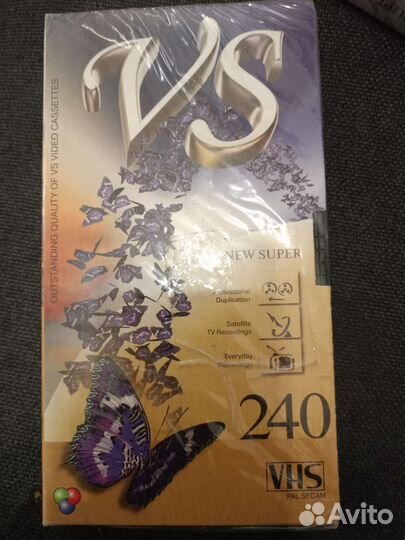 VS
OUTSTANDING QUALITY OF VS VIDEO CASSETTES
NEW SUPER
Professional
Duplication
Satellite
TV Recordings
Everyday
Recordings
240
VHS
PAL SECAM
Avito